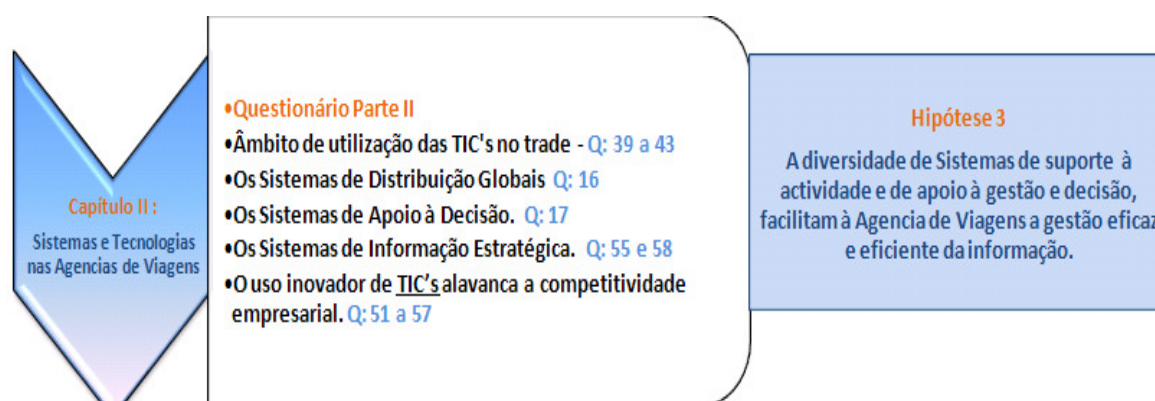 Capítulo II :
Sistemas e Tecnologias
nas Agencias de Viagens
•Questionário Parte II
•Âmbito de utilização das TIC's no trade - Q: 39 a 43
•Os Sistemas de Distribuição Globais Q: 16
•Os Sistemas de Apoio à Decisão. Q: 17
•Os Sistemas de Informação Estratégica. Q: 55 e 58
•O uso inovador de TIC’s alavanca a competitividade
empresarial. Q: 51 a 57
Hipótese 3
A diversidade de Sistemas de suporte à
actividade e de apoio à gestão e decisão,
facilitam à Agencia de Viagens a gestão eficaz
e eficiente da informação.